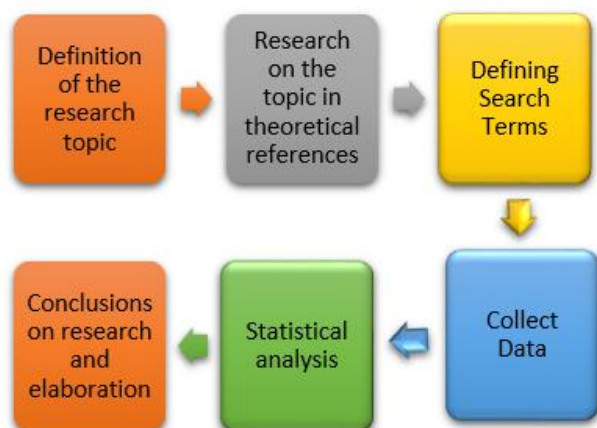 Definition
of the
research
topic
Research
on the
topic in
theoretical
references
Defining
Search
Terms
Collect
Data
Statistical
analysis
Conclusions
on research
and
elaboration